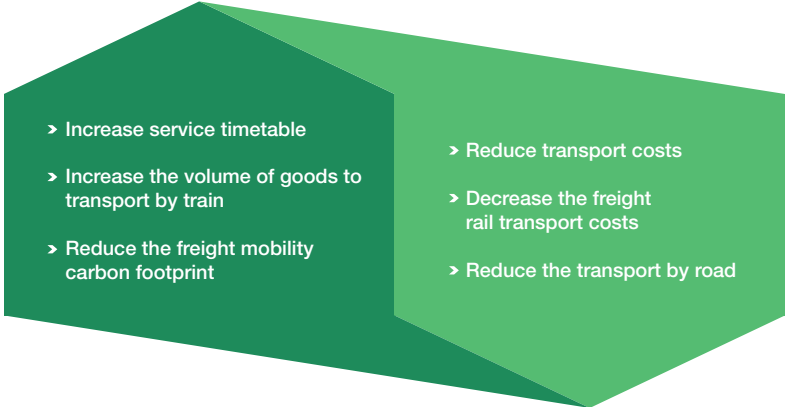 > Increase service timetable
> Increase the volume of goods to
transport by train
> Reduce the freight mobility
carbon footprint
> Reduce transport costs
> Decrease the freight
rail transport costs
> Reduce the transport by road